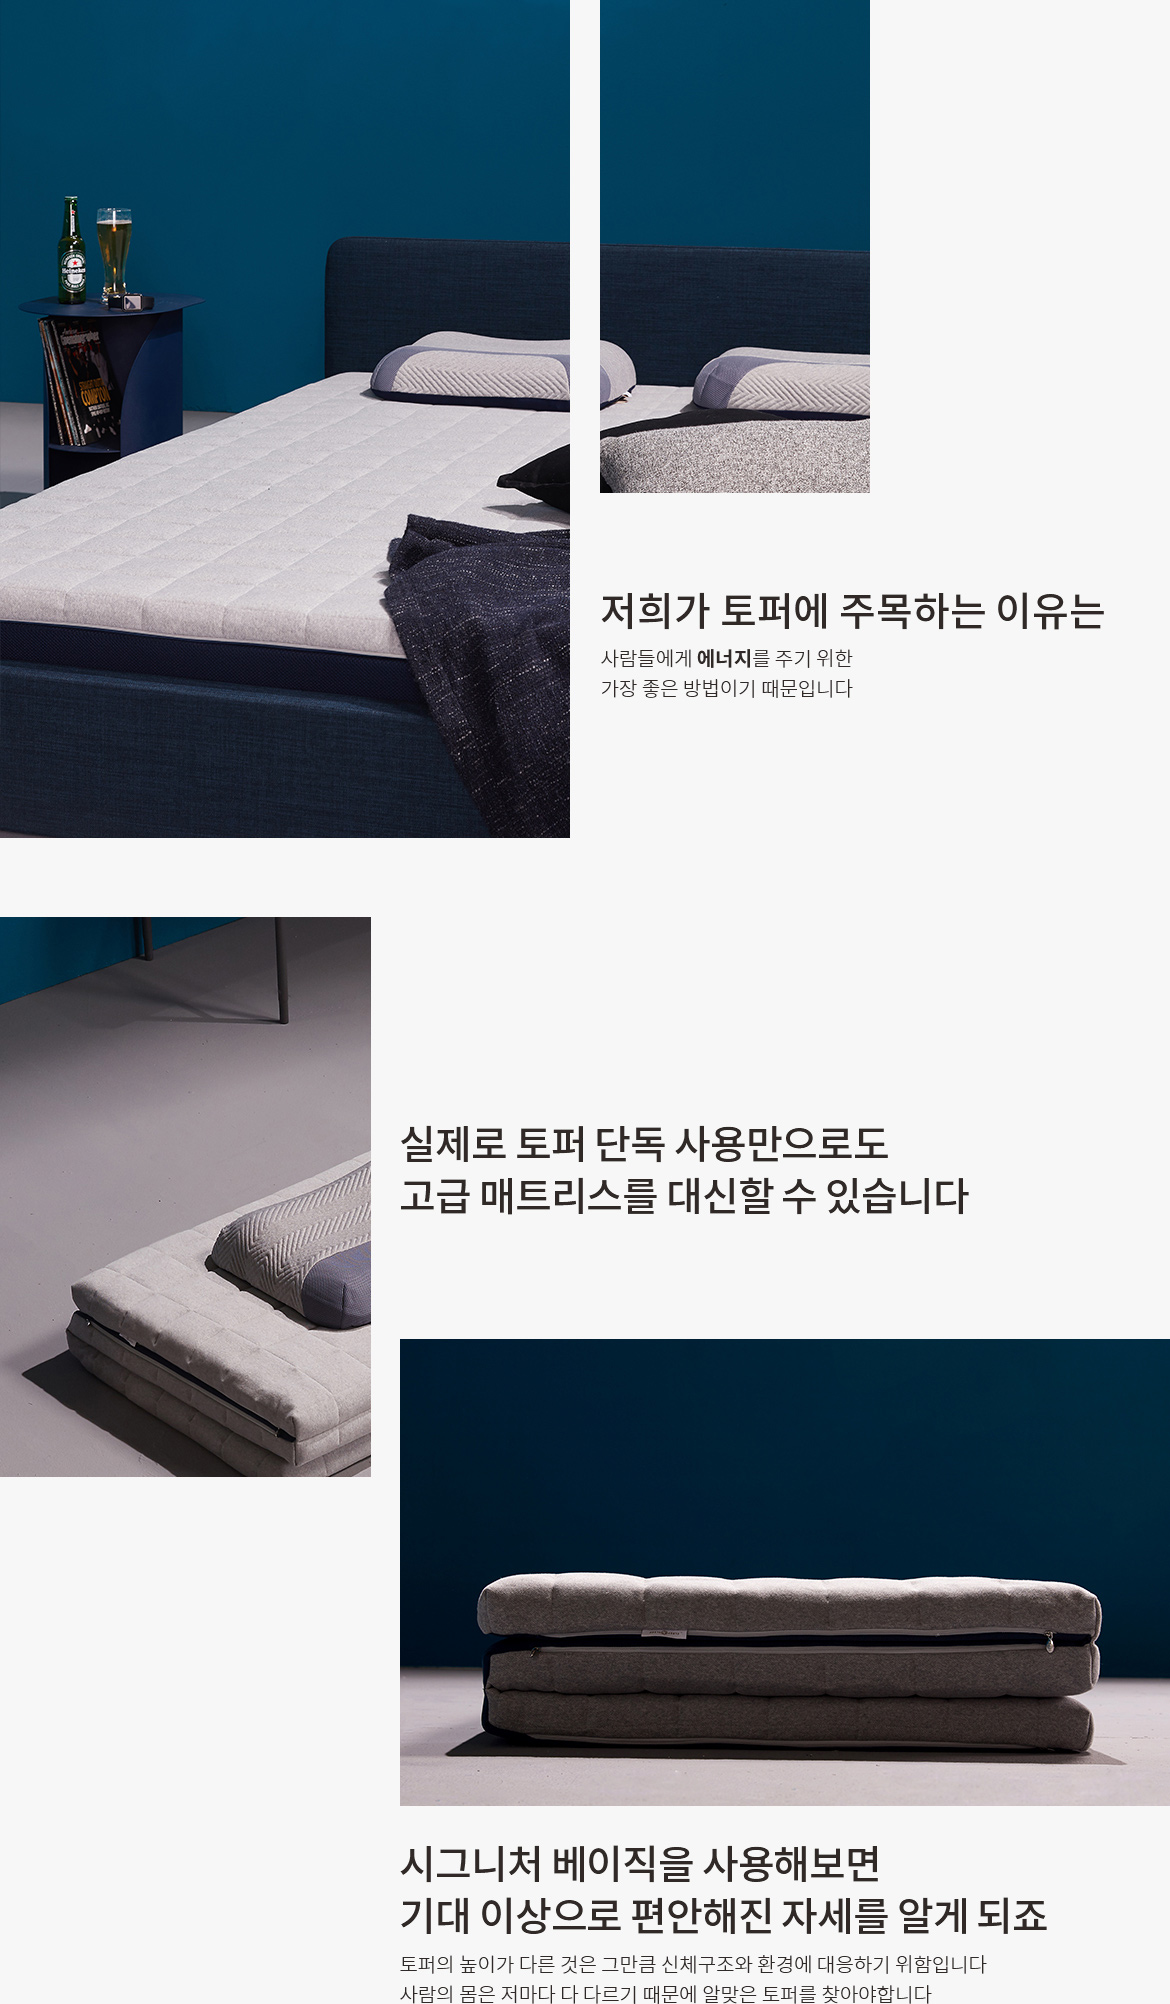 Heineken
COMPTON
저희가 토퍼에 주목하는 이유는
사람들에게 에너지를 주기 위한
가장 좋은 방법이기 때문입니다
실제로 토퍼 단독 사용만으로도
고급 매트리스를 대신할 수 있습니다
시그니처 베이직을 사용해보면
기대 이상으로 편안해진 자세를 알게 되죠
토퍼의 높이가 다른 것은 그만큼 신체구조와 환경에 대응하기 위함입니다
사람의 몸은 저마다 다 다르기 때문에 알맞은 토퍼를 찾아야합니다